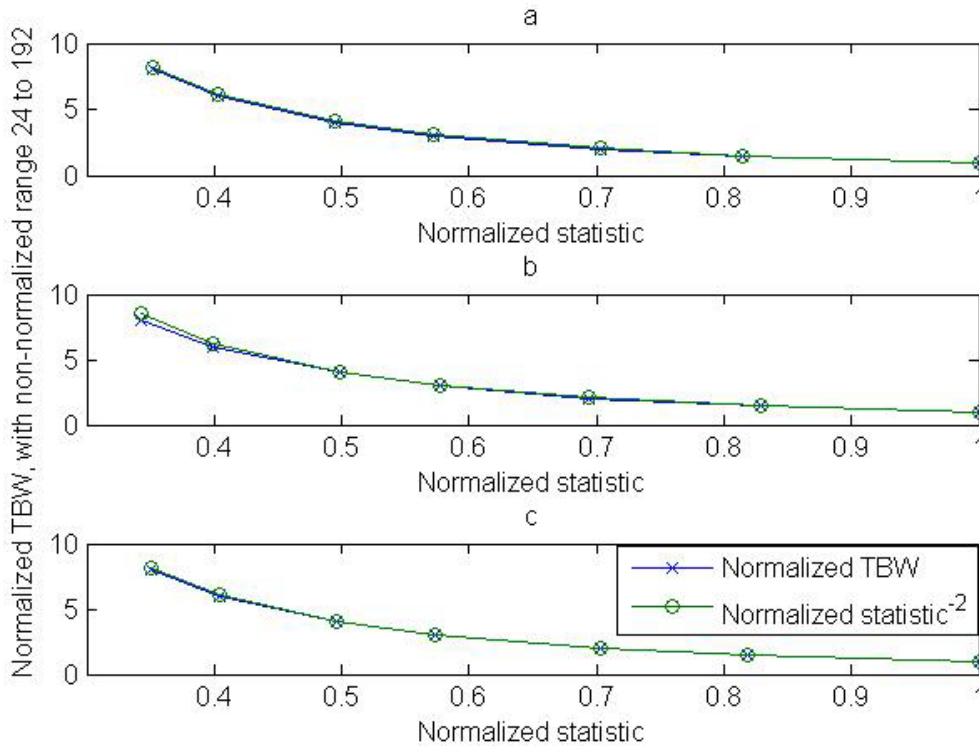 Normalized TBW, with non-normalized range 24 to 192
a
10
5
0
0.4 0.5 0.6 0.7 0.8 0.9 1
Normalized statistic
b
10
5
0
0.4 0.5 0.6 0.7 0.8 0.9 1
Normalized statistic
c
10
5
0
Normalized TBW
Normalized statistic⁻²
0.4 0.5 0.6 0.7 0.8 0.9 1
Normalized statistic